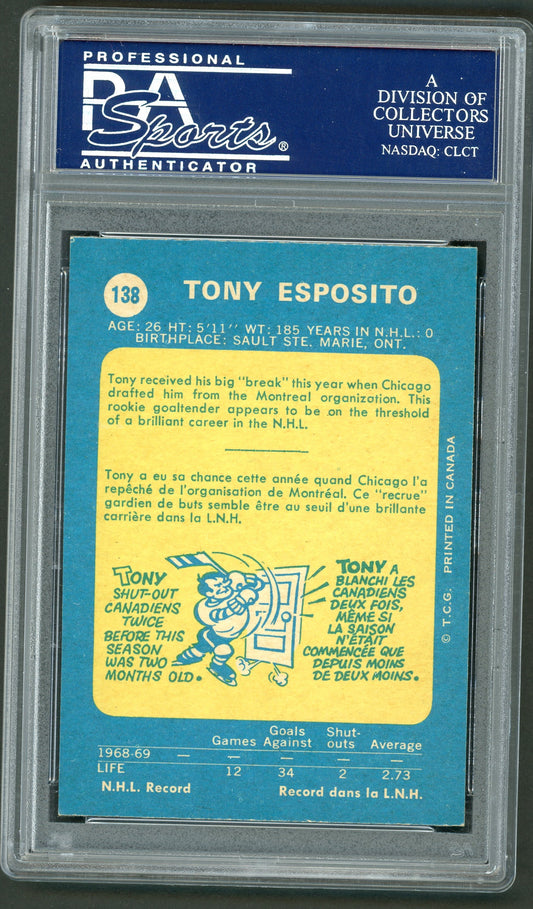 PROFESSIONAL
PSA
Sports®
AUTHENTICATOR
A
DIVISION OF
COLLECTORS
UNIVERSE
NASDAQ: CLCT
138
TONY ESPOSITO
AGE: 26 HT: 5'11'' WT: 185 YEARS IN N.H.L.: 0
BIRTHPLACE: SAULT STE. MARIE, ONT.
Tony received his big "break" this year when Chicago
drafted him from the Montreal organization. This
rookie goaltender appears to be on the threshold
of a brilliant career in the N.H.L.
Tony a eu sa chance cette année quand Chicago l'a
repêché de l'organisation de Montréal. Ce "recrue"
gardien de buts semble être au seuil d'une brillante
carrière dans la L.N.H.
TONY
SHUT-OUT
CANADIENS
TWICE
BEFORE THIS
SEASON
WAS TWO
MONTHS OLD.
TONY A
BLANCHI LES
CANADIENS
DEUX FOIS,
MÊME SI
LA SAISON
N'ÉTAIT
COMMENCÉE QUE
DEPUIS MOINS
DE DEUX MOINS.
© T.C.G. PRINTED IN CANADA
Games Goals Against Shut-outs Average
1968-69 — — — — —
LIFE 12 34 2 2.73
N.H.L. Record Record dans la L.N.H.